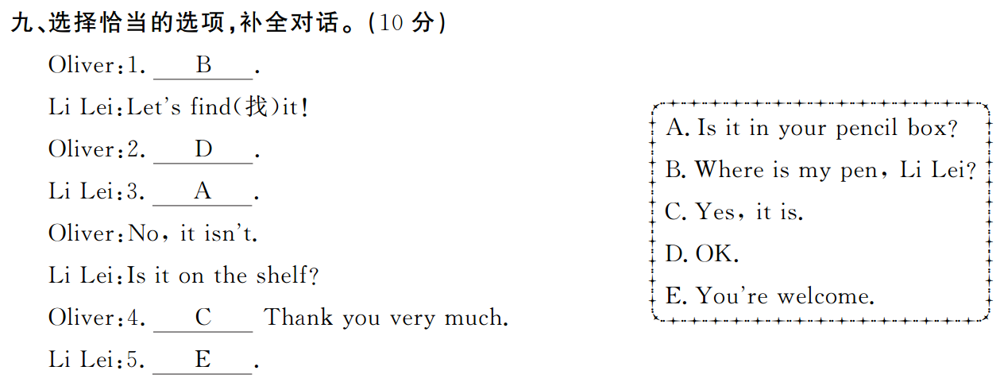 九、选择恰当的选项,补全对话。(10 分)
Oliver:1. B .
Li Lei:Let's find(找)it!
Oliver:2. D .
Li Lei:3. A .
Oliver:No, it isn't.
Li Lei:Is it on the shelf?
Oliver:4. C Thank you very much.
Li Lei:5. E .
A. Is it in your pencil box?
B. Where is my pen, Li Lei?
C. Yes, it is.
D. OK.
E. You're welcome.